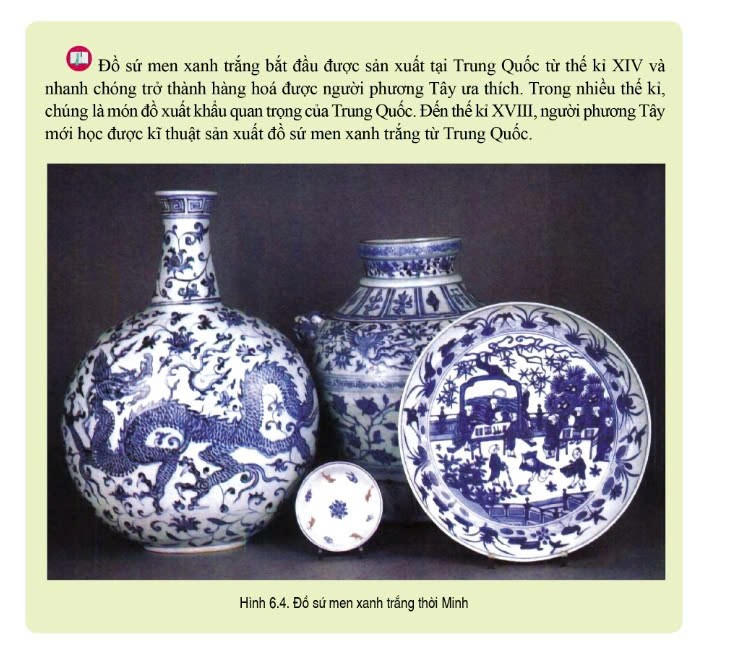 Đồ sứ men xanh trắng bắt đầu được sản xuất tại Trung Quốc từ thế kỉ XIV và
nhanh chóng trở thành hàng hoá được người phương Tây ưa thích. Trong nhiều thế kỉ,
chúng là món đồ xuất khẩu quan trọng của Trung Quốc. Đến thế kỉ XVIII, người phương Tây
mới học được kĩ thuật sản xuất đồ sứ men xanh trắng từ Trung Quốc.
Hình 6.4. Đồ sứ men xanh trắng thời Minh